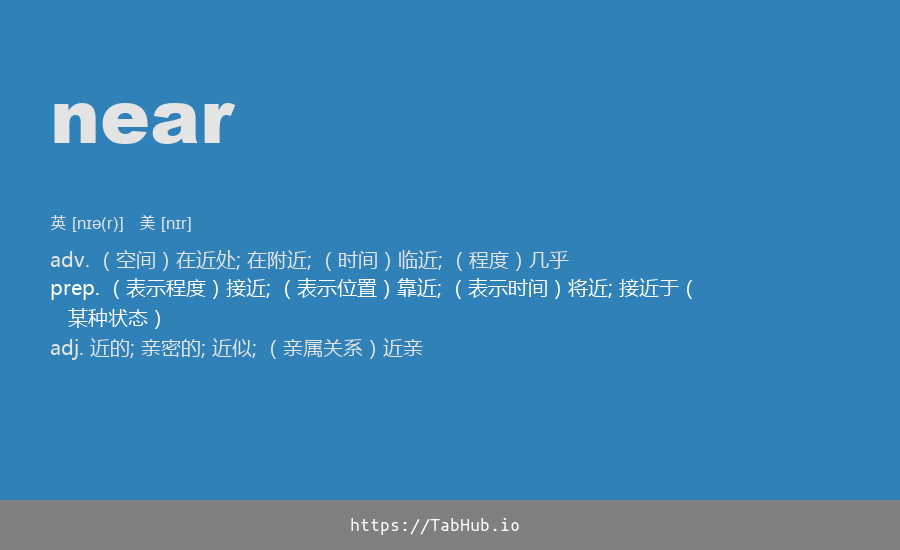 near
英 [nɪə(r)] 美 [nɪr]
adv. （空间）在近处; 在附近; （时间）临近; （程度）几乎
prep. （表示程度）接近; （表示位置）靠近; （表示时间）将近; 接近于（
某种状态）
adj. 近的; 亲密的; 近似; （亲属关系）近亲
https://TabHub.io